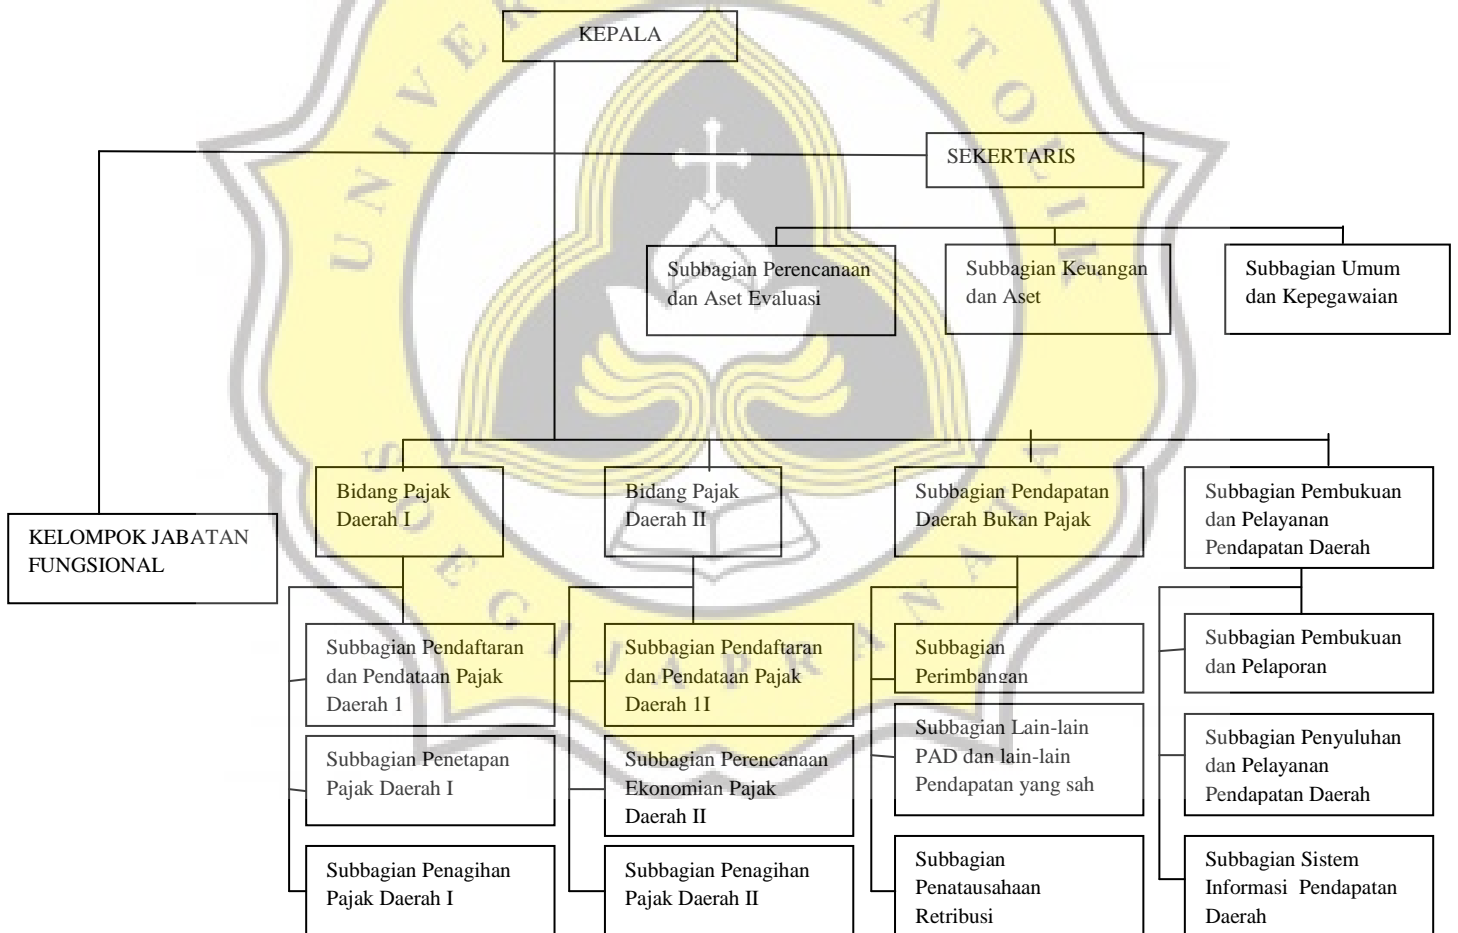 UNIVER
ATOLIK
SOEGIJAPRANATA
KEPALA
SEKERTARIS
Subbagian Perencanaan
dan Aset Evaluasi
Subbagian Keuangan
dan Aset
Subbagian Umum
dan Kepegawaian
Bidang Pajak
Daerah I
Bidang Pajak
Daerah II
Subbagian Pendapatan
Daerah Bukan Pajak
Subbagian Pembukuan
dan Pelayanan
Pendapatan Daerah
KELOMPOK JABATAN
FUNGSIONAL
Subbagian Pendaftaran
dan Pendataan Pajak
Daerah 1
Subbagian Pendaftaran
dan Pendataan Pajak
Daerah 1I
Subbagian
Perimbangan
Subbagian Pembukuan
dan Pelaporan
Subbagian Penetapan
Pajak Daerah I
Subbagian Perencanaan
Ekonomian Pajak
Daerah II
Subbagian Lain-lain
PAD dan lain-lain
Pendapatan yang sah
Subbagian Penyuluhan
dan Pelayanan
Pendapatan Daerah
Subbagian Penagihan
Pajak Daerah I
Subbagian Penagihan
Pajak Daerah II
Subbagian
Penatausahaan
Retribusi
Subbagian Sistem
Informasi Pendapatan
Daerah